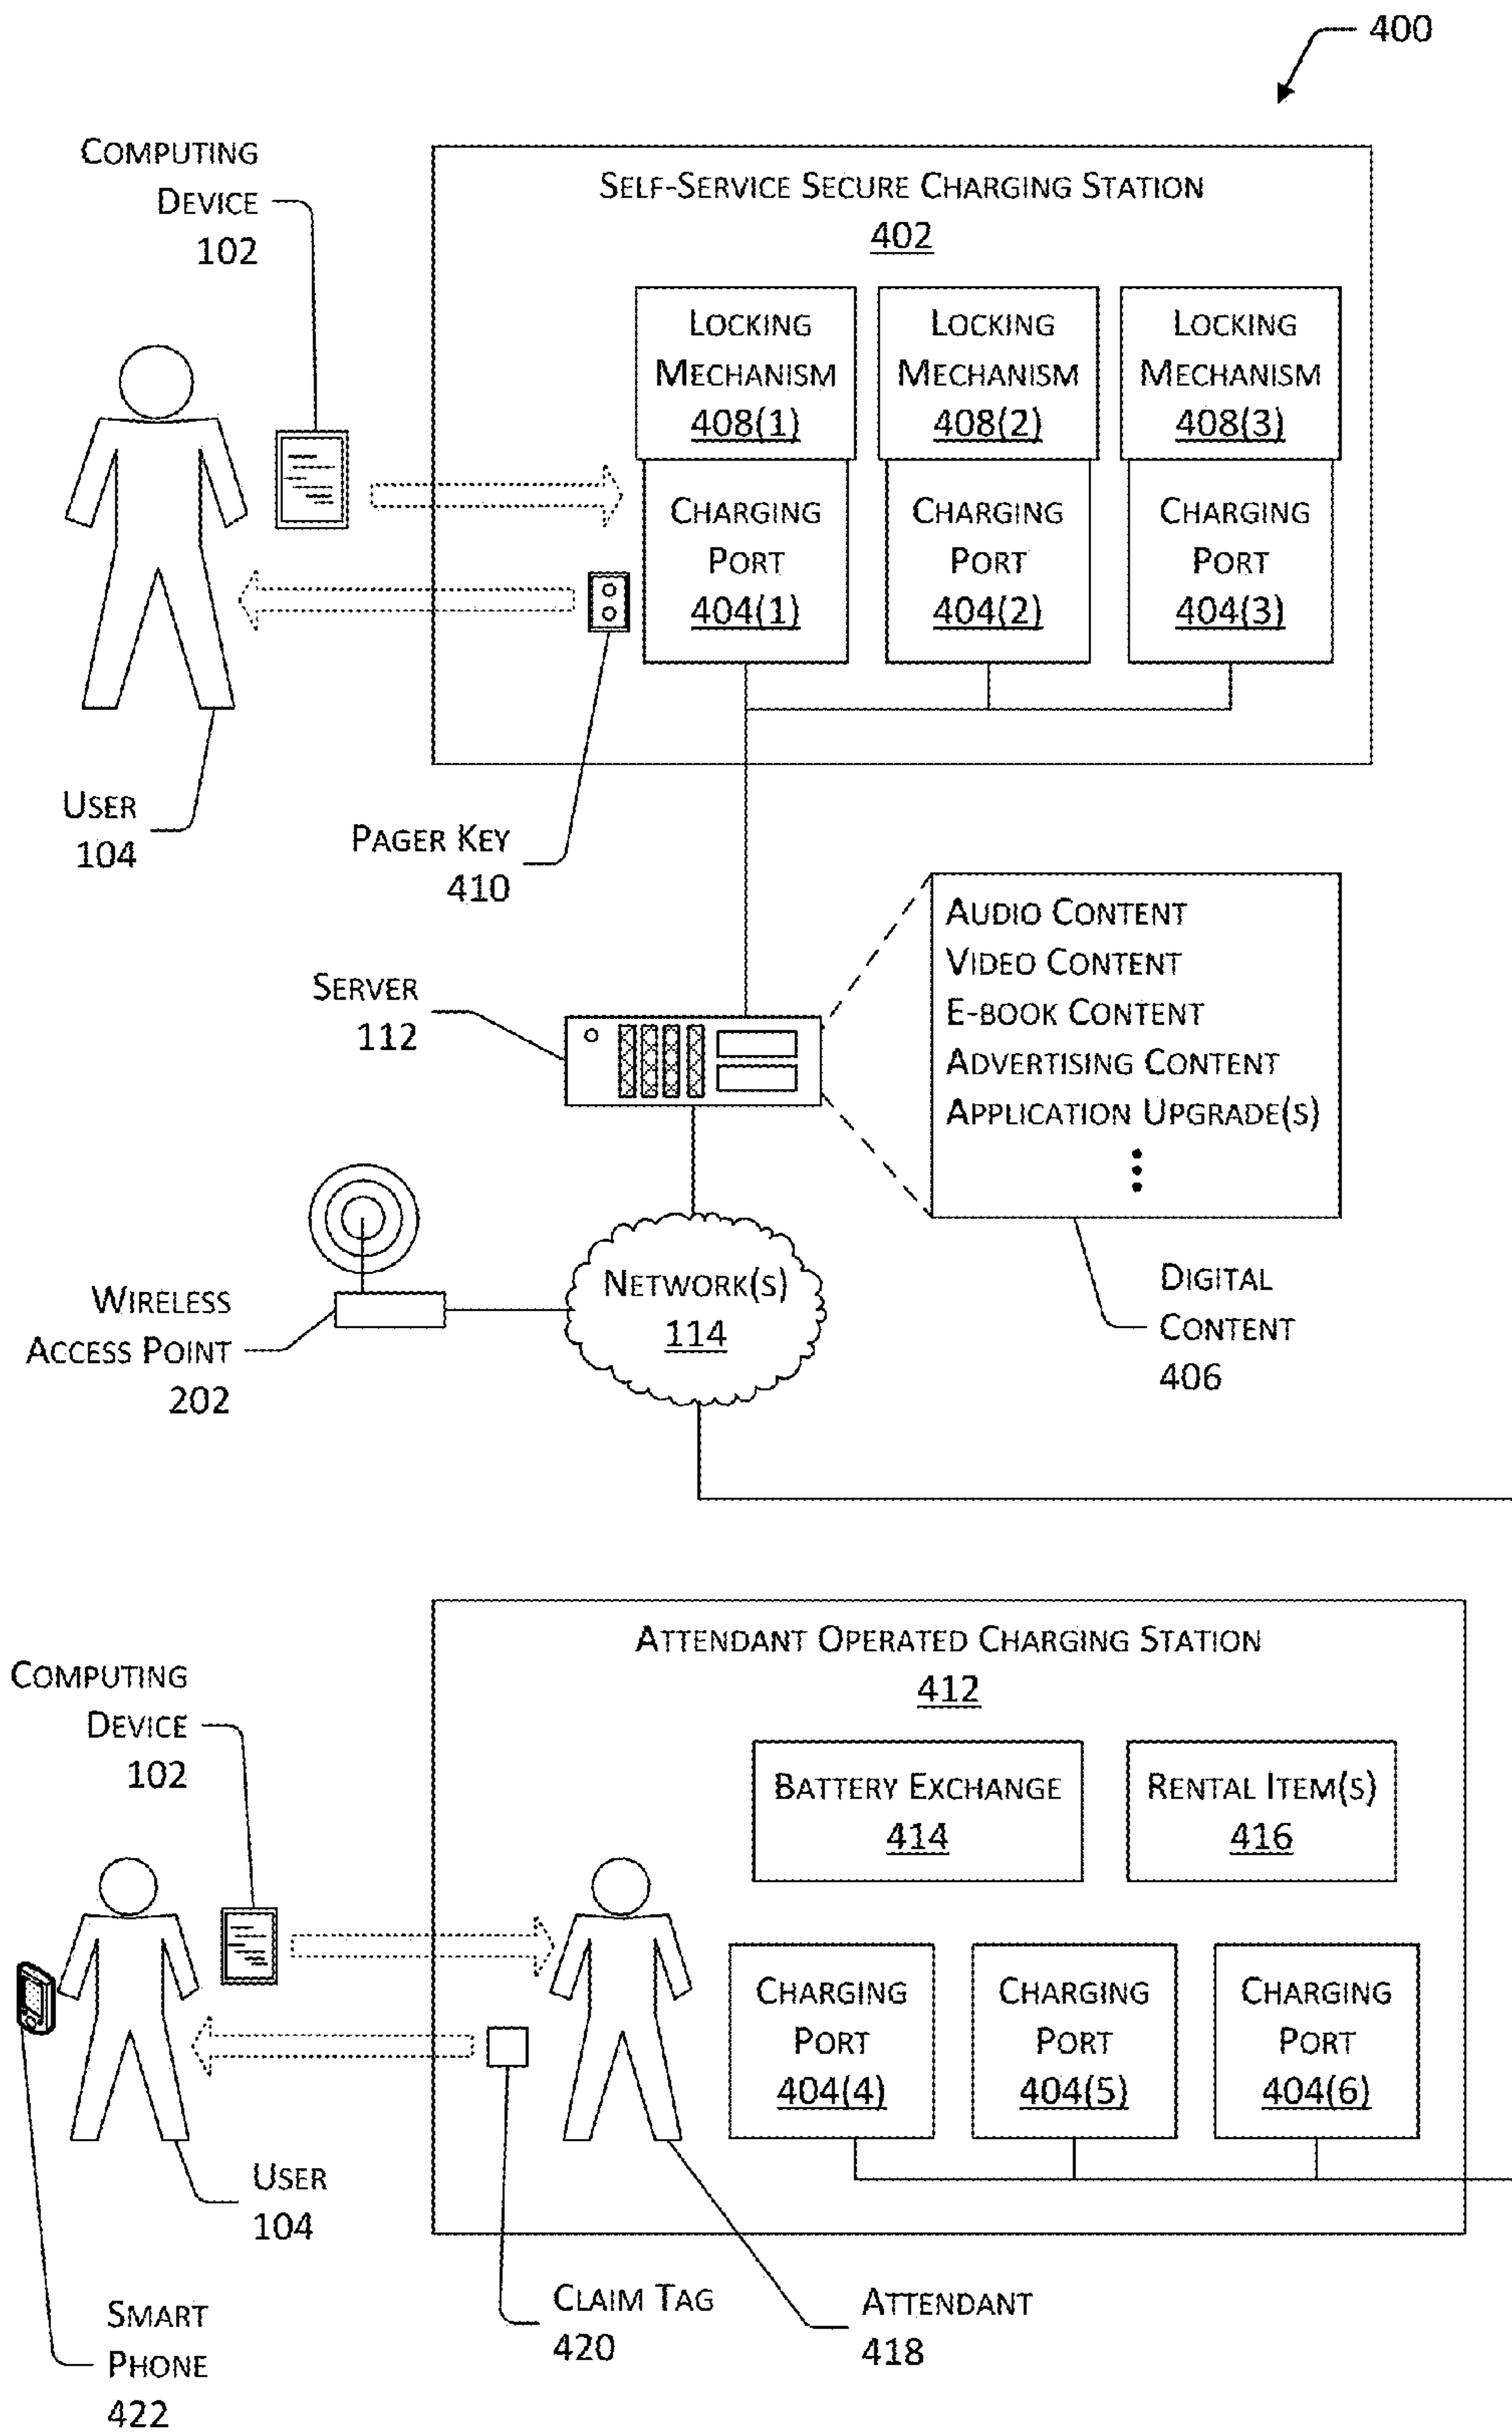 400
COMPUTING
DEVICE
102
SELF-SERVICE SECURE CHARGING STATION
402
LOCKING
MECHANISM
408(1)
LOCKING
MECHANISM
408(2)
LOCKING
MECHANISM
408(3)
CHARGING
PORT
404(1)
CHARGING
PORT
404(2)
CHARGING
PORT
404(3)
USER
104
PAGER KEY
410
SERVER
112
AUDIO CONTENT
VIDEO CONTENT
E-BOOK CONTENT
ADVERTISING CONTENT
APPLICATION UPGRADE(S)
WIRELESS
ACCESS POINT
202
NETWORK(S)
114
DIGITAL
CONTENT
406
ATTENDANT OPERATED CHARGING STATION
412
COMPUTING
DEVICE
102
BATTERY EXCHANGE
414
RENTAL ITEM(S)
416
CHARGING
PORT
404(4)
CHARGING
PORT
404(5)
CHARGING
PORT
404(6)
USER
104
SMART
PHONE
422
CLAIM TAG
420
ATTENDANT
418